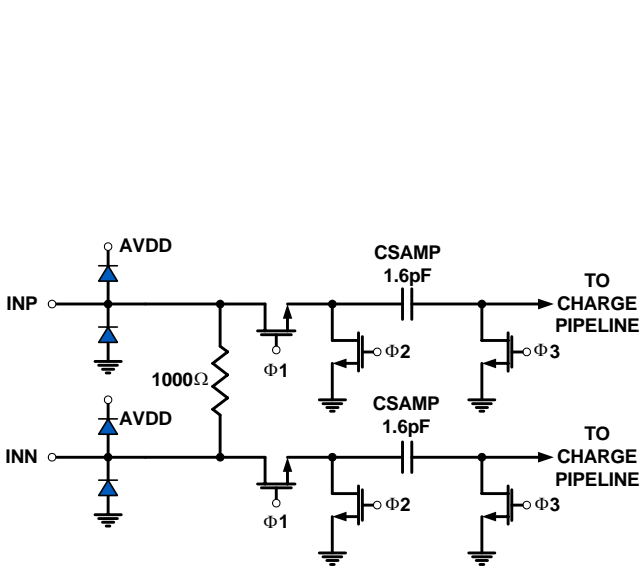 AVDD
CSAMP
1.6pF
INP
TO
CHARGE
PIPELINE
Φ1
Φ2
Φ3
1000Ω
AVDD
CSAMP
1.6pF
INN
TO
CHARGE
PIPELINE
Φ1
Φ2
Φ3